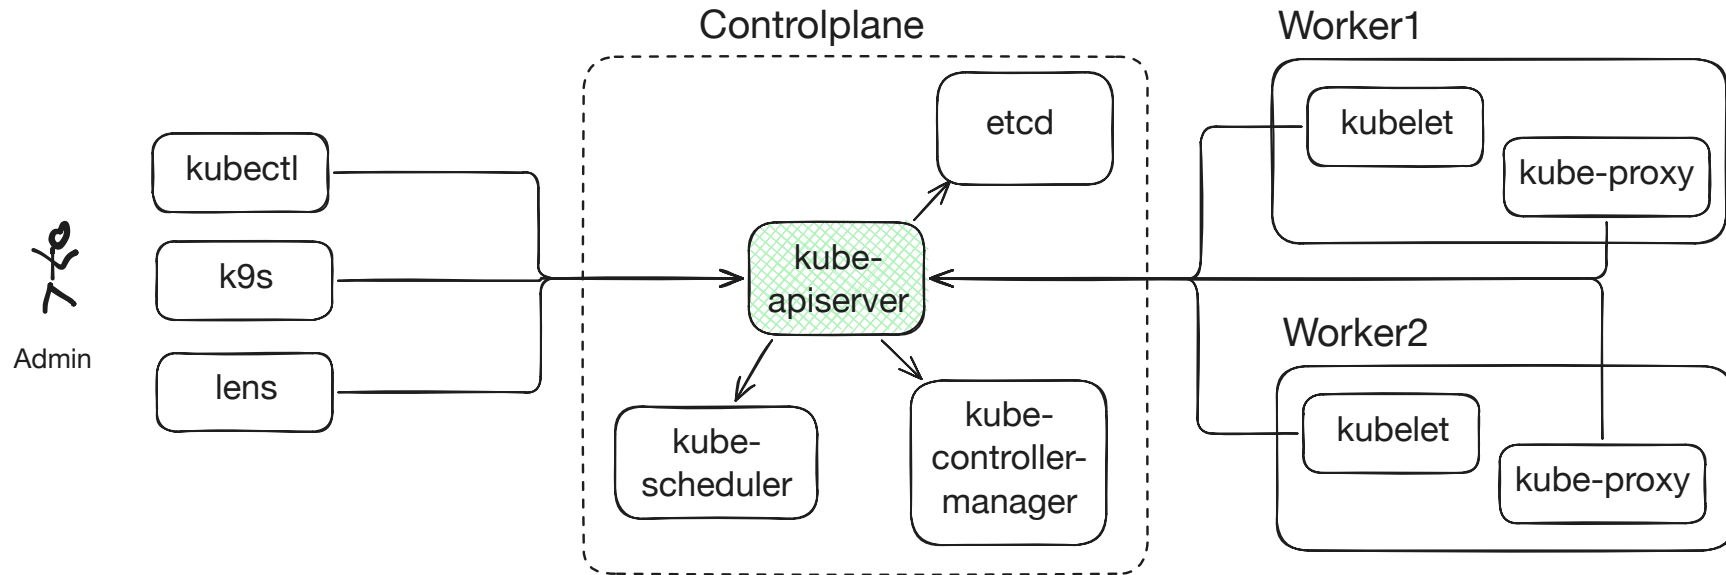 Controlplane
Worker1
etcd
kubelet
kubectl
kube-proxy
k9s
kube-
apiserver
Worker2
Admin
lens
kube-
scheduler
kube-
controller-
manager
kubelet
kube-proxy